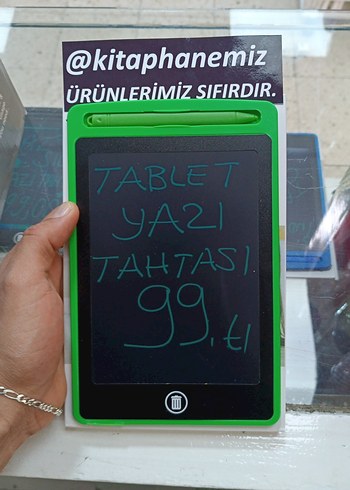 @kitaphanemiz
ÜRÜNLERİMİZ SIFIRDIR.
TABLET
YAZI
TAHTASI
99.tl